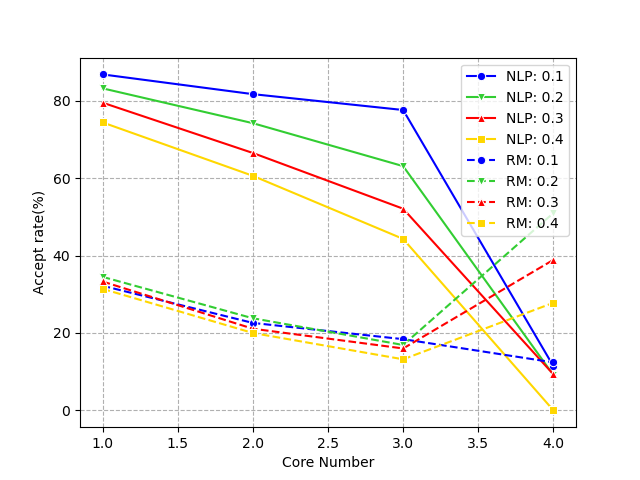 NLP: 0.1
NLP: 0.2
NLP: 0.3
NLP: 0.4
RM: 0.1
RM: 0.2
RM: 0.3
RM: 0.4
Accept rate(%)
80
60
40
20
0
1.0 1.5 2.0 2.5 3.0 3.5 4.0
Core Number